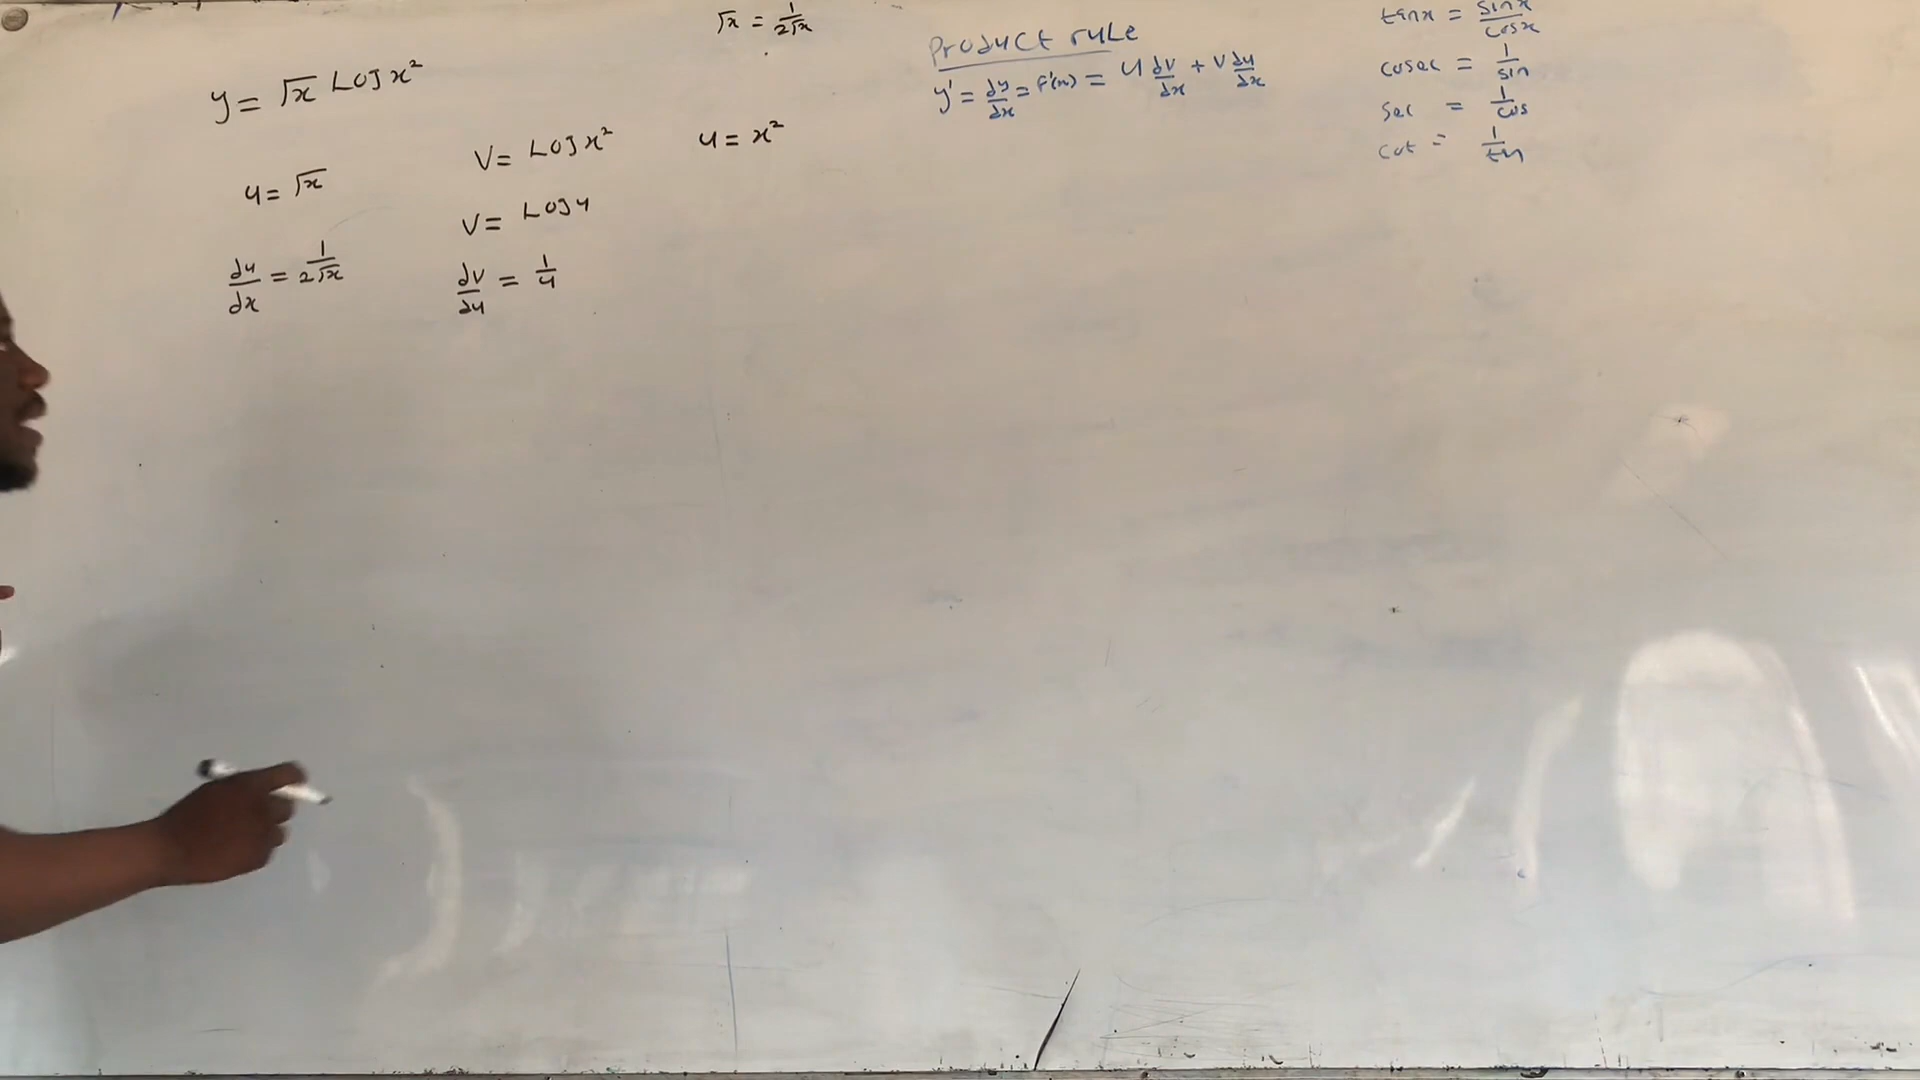 √x = 1/2√x
y = √x Log x²
u = √x
du/dx = 1/2√x
V = Log x²
V = Log u
dv/du = 1/u
u = x²
Product rule
y' = dy/dx = F'(x) = u dv/dx + v du/dx
tanx = sinx/cosx
cosec = 1/sin
sec = 1/cos
cot = 1/tan